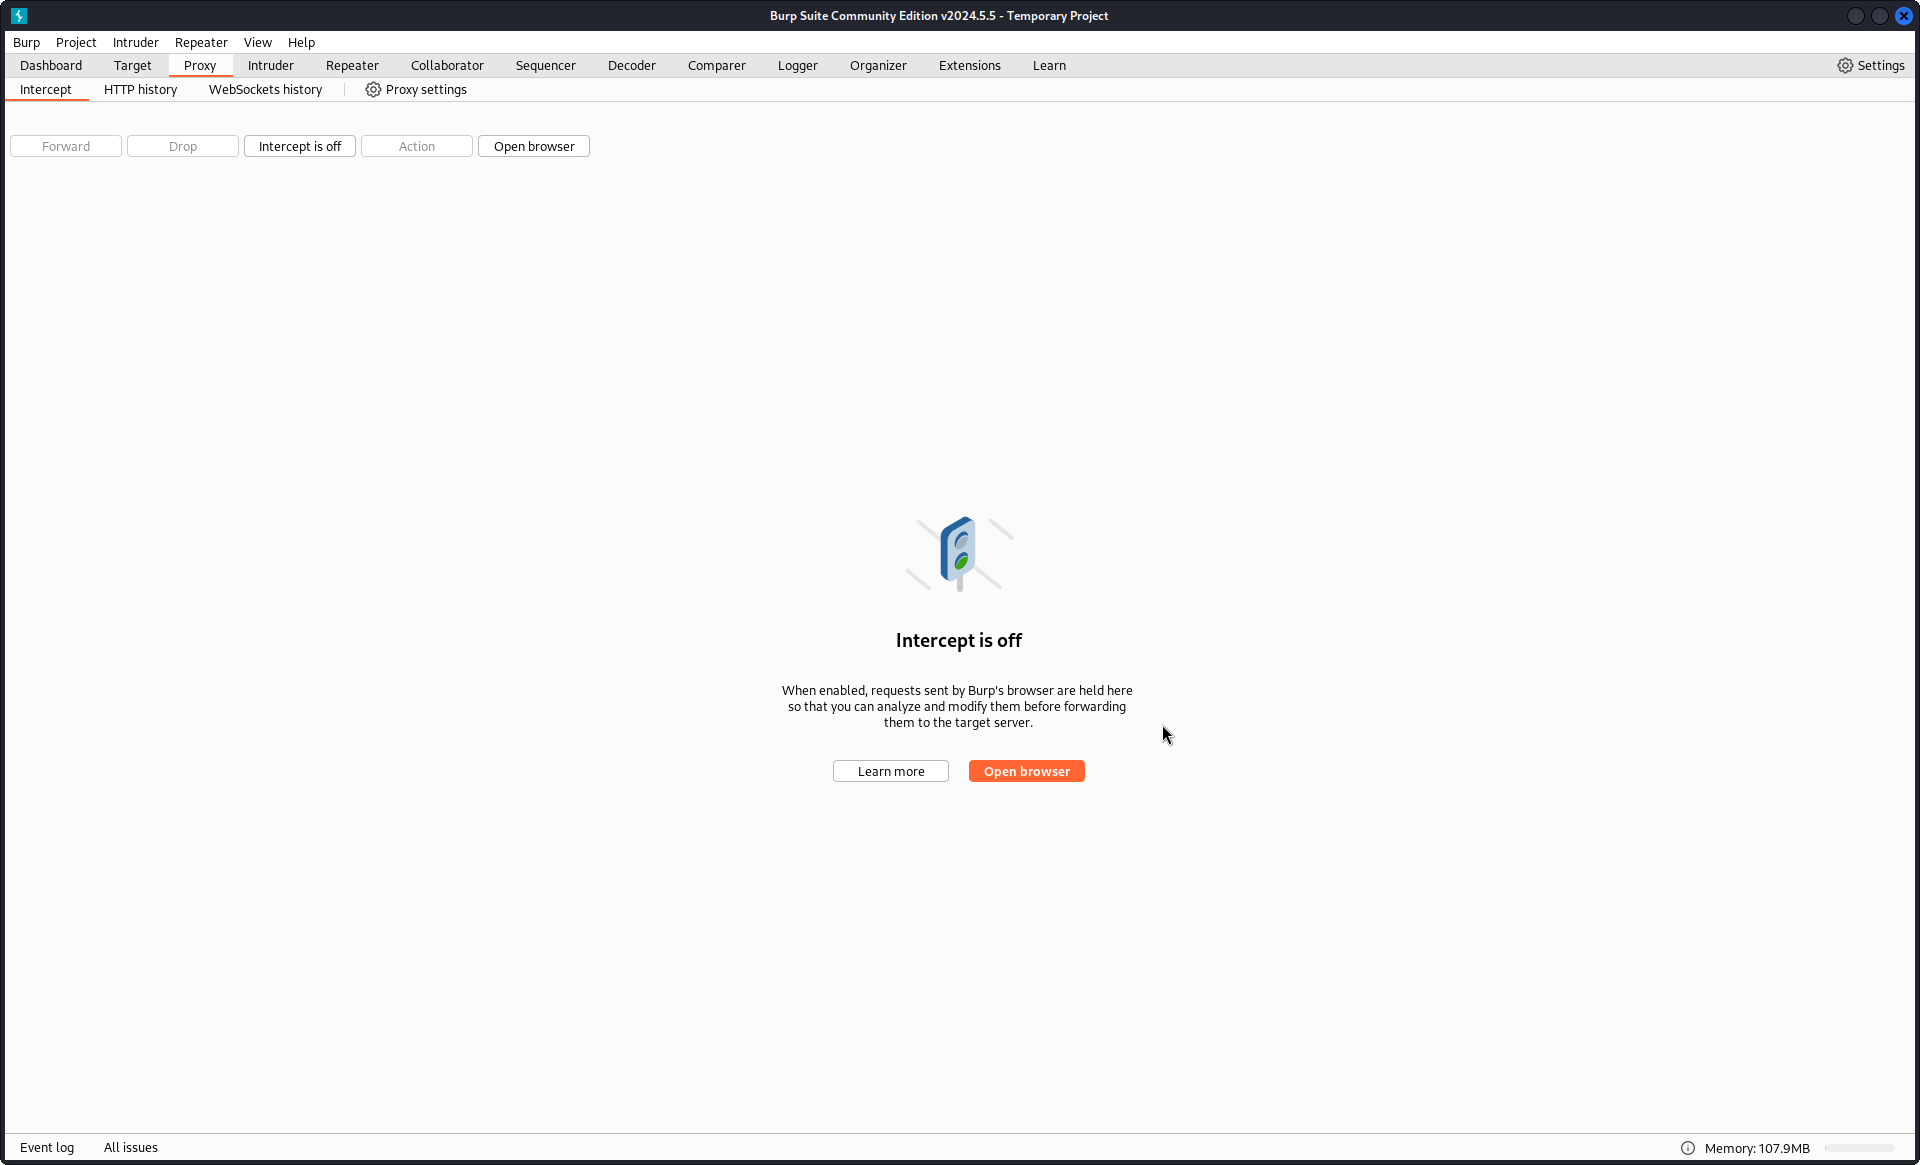 Burp Suite Community Edition v2024.5.5 - Temporary Project
Burp Project Intruder Repeater View Help
Dashboard Target Proxy Intruder Repeater Collaborator Sequencer Decoder Comparer Logger Organizer Extensions Learn Settings
Intercept HTTP history WebSockets history Proxy settings
Forward Drop Intercept is off Action Open browser
Intercept is off
When enabled, requests sent by Burp's browser are held here
so that you can analyze and modify them before forwarding
them to the target server.
Learn more Open browser
Event log All issues Memory: 107.9MB